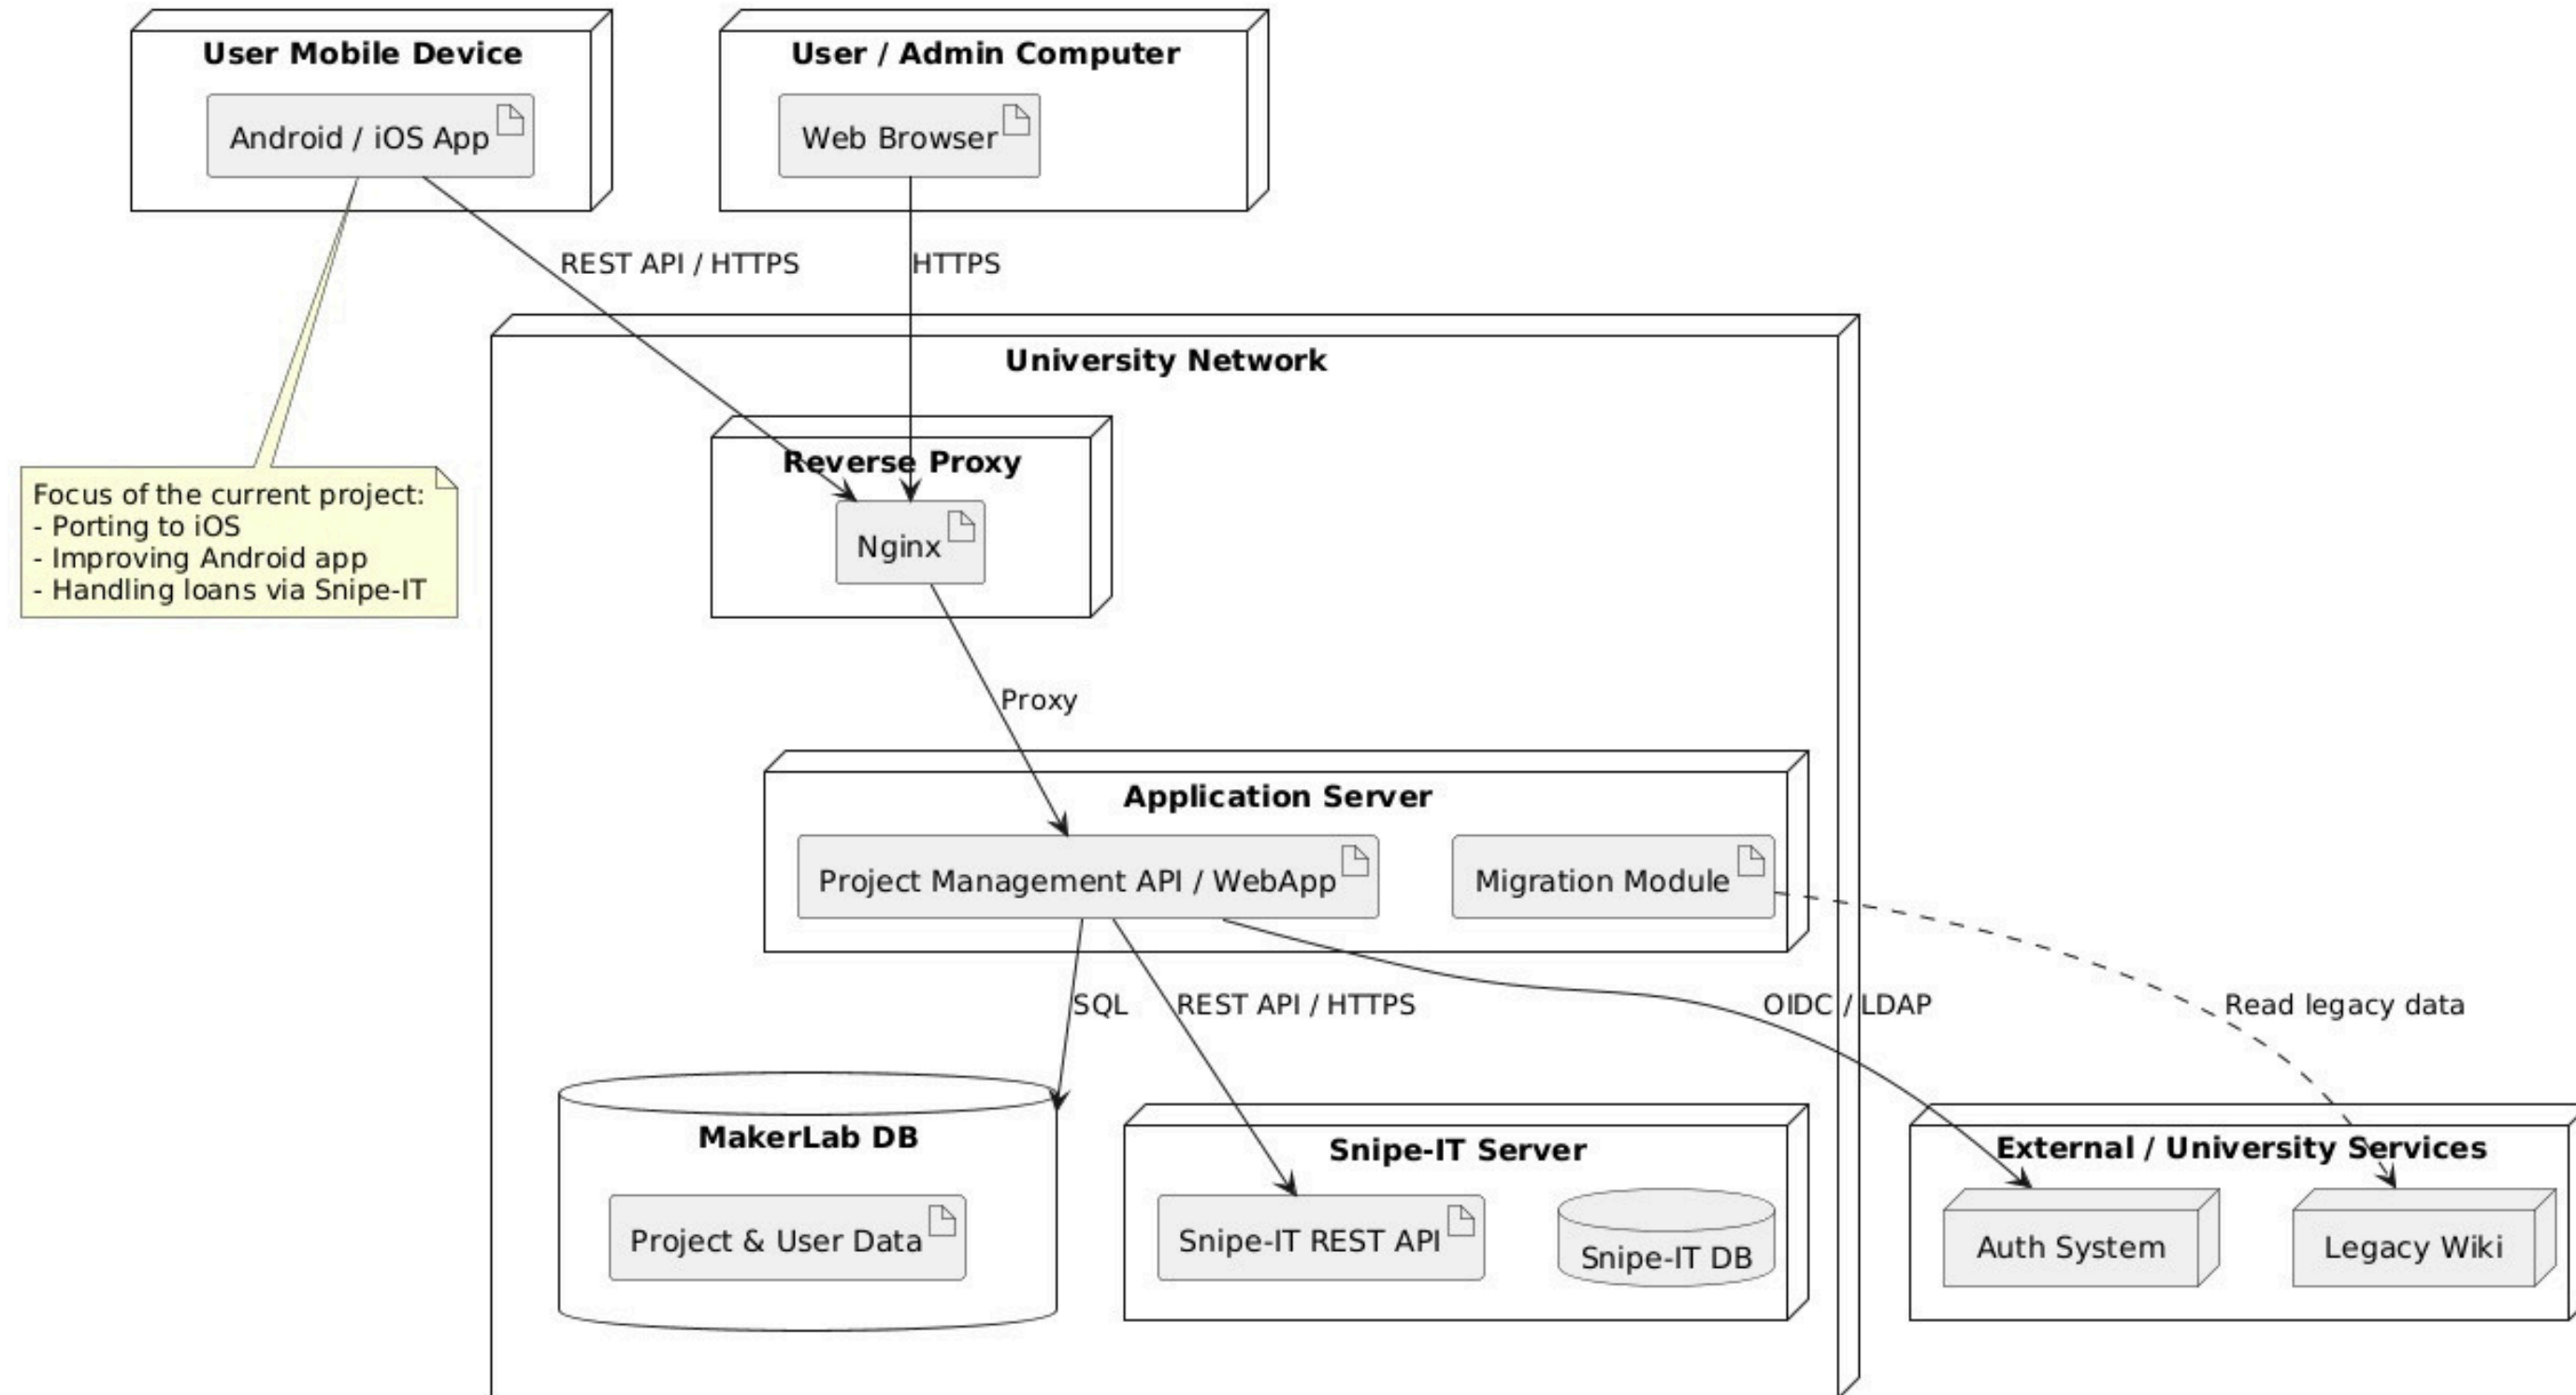 User Mobile Device
Android / iOS App
User / Admin Computer
Web Browser
REST API / HTTPS
HTTPS
University Network
Reverse Proxy
Nginx
Focus of the current project:
- Porting to iOS
- Improving Android app
- Handling loans via Snipe-IT
Proxy
Application Server
Project Management API / WebApp
Migration Module
SQL
REST API / HTTPS
OIDC / LDAP
Read legacy data
MakerLab DB
Project & User Data
Snipe-IT Server
Snipe-IT REST API
Snipe-IT DB
External / University Services
Auth System
Legacy Wiki